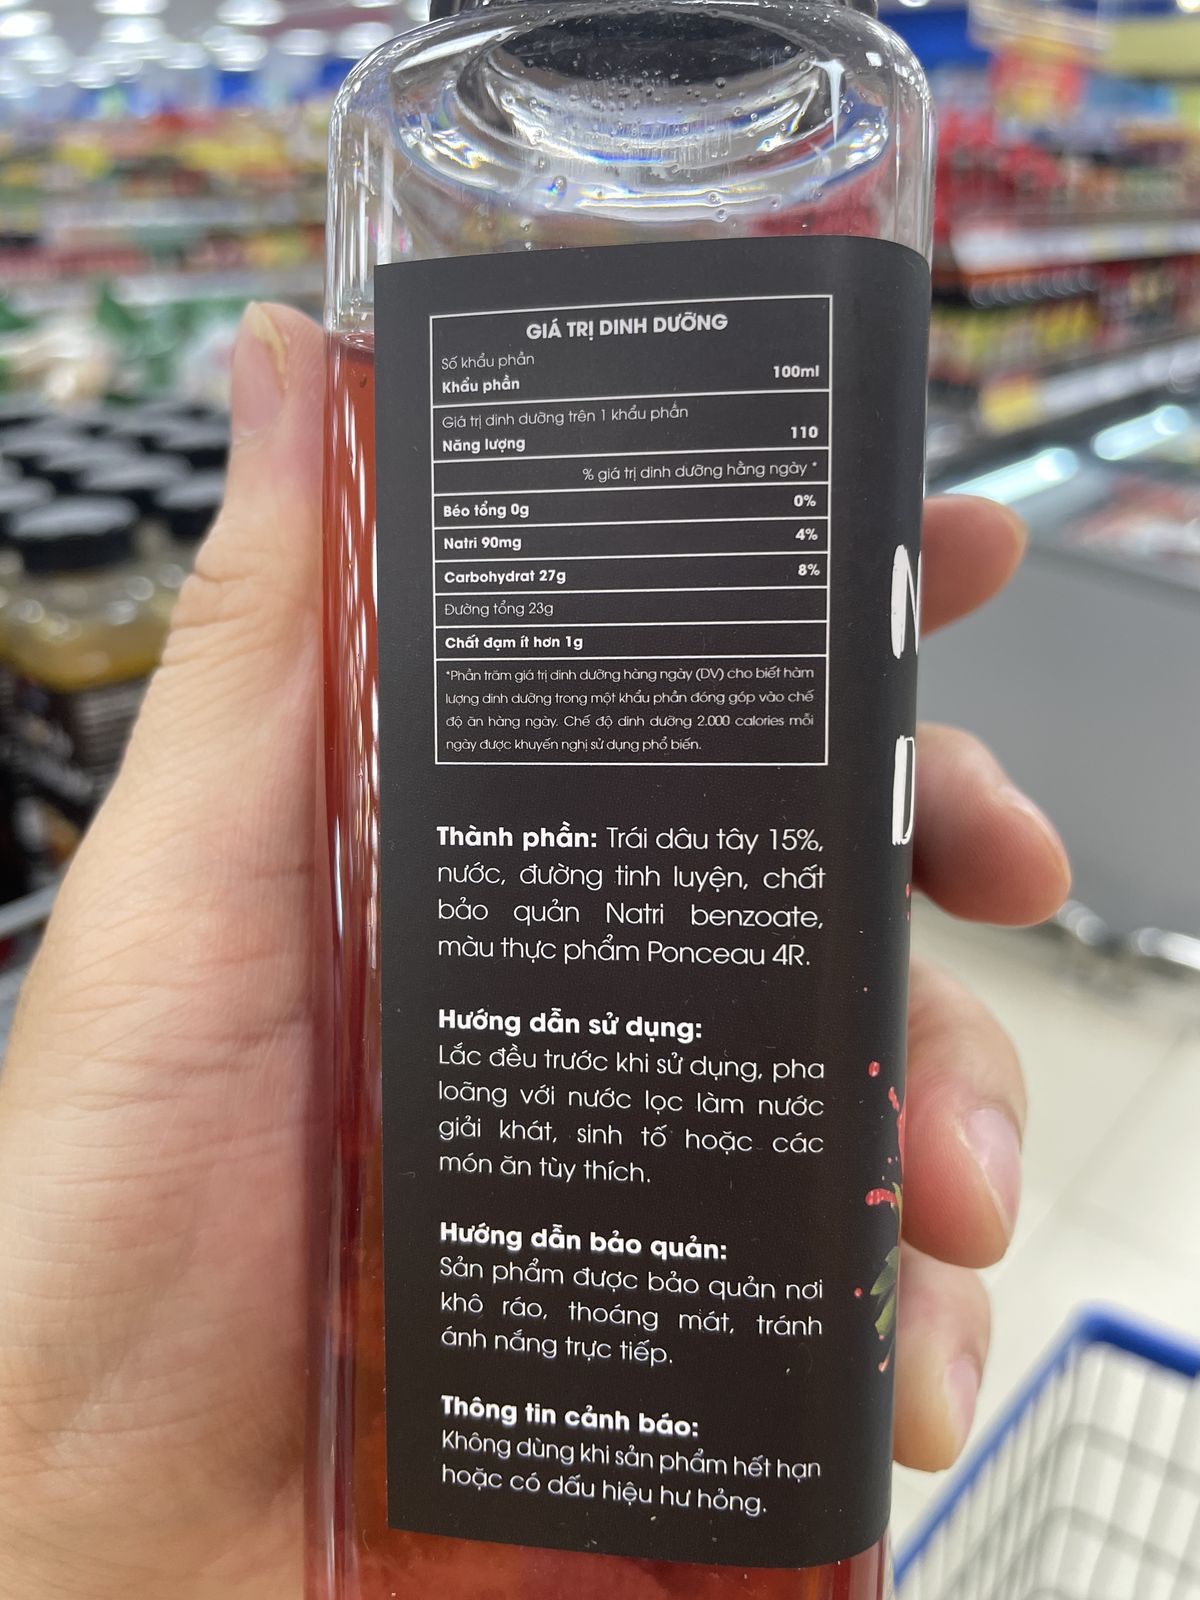 GIÁ TRỊ DINH DƯỠNG
Số khẩu phần
Khẩu phần 100ml
Giá trị dinh dưỡng trên 1 khẩu phần
Năng lượng 110
% giá trị dinh dưỡng hằng ngày *
Béo tổng 0g 0%
Natri 90mg 4%
Carbohydrat 27g 8%
Đường tổng 23g
Chất đạm ít hơn 1g
*Phần trăm giá trị dinh dưỡng hàng ngày (DV) cho biết hàm
lượng dinh dưỡng trong một khẩu phần đóng góp vào chế
độ ăn hàng ngày. Chế độ dinh dưỡng 2.000 calories mỗi
ngày được khuyến nghị sử dụng phổ biến.
Thành phần: Trái dâu tây 15%,
nước, đường tinh luyện, chất
bảo quản Natri benzoate,
màu thực phẩm Ponceau 4R.
Hướng dẫn sử dụng:
Lắc đều trước khi sử dụng, pha
loãng với nước lọc làm nước
giải khát, sinh tố hoặc các
món ăn tùy thích.
Hướng dẫn bảo quản:
Sản phẩm được bảo quản nơi
khô ráo, thoáng mát, tránh
ánh nắng trực tiếp.
Thông tin cảnh báo:
Không dùng khi sản phẩm hết hạn
hoặc có dấu hiệu hư hỏng.